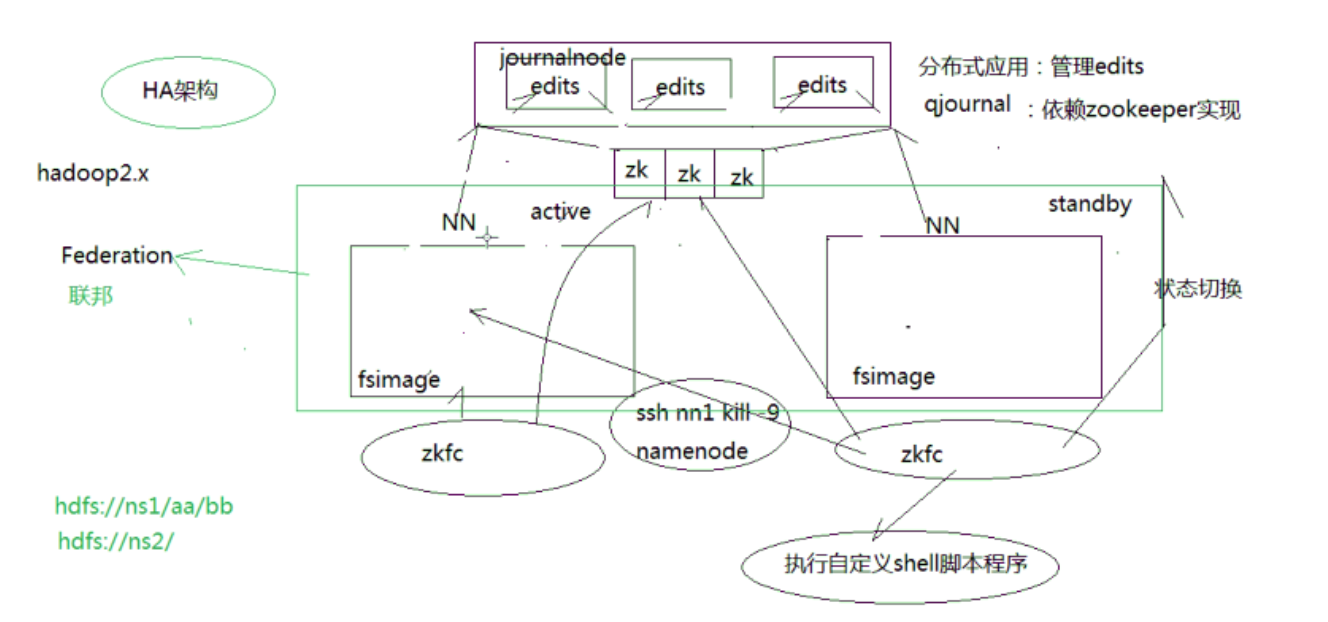 journalnode
edits
edits
edits
分布式应用：管理edits
qjournal ：依赖zookeeper实现
HA架构
hadoop2.x
zk
zk
zk
NN
active
NN
standby
Federation
联邦
状态切换
fsimage
fsimage
ssh nn1 kill -9
namenode
zkfc
zkfc
hdfs://ns1/aa/bb
hdfs://ns2/
执行自定义shell脚本程序